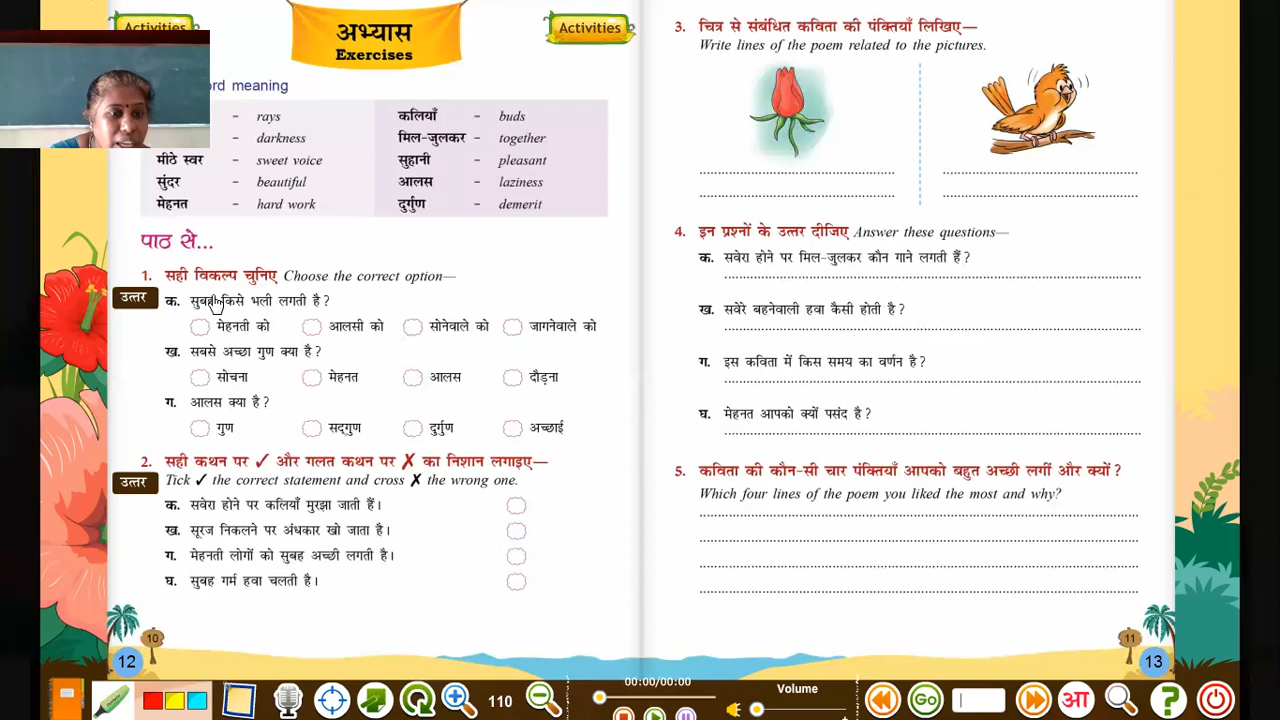 Activities
अभ्यास
Exercises
Activities
word meaning
- rays
- darkness
मीठे स्वर - sweet voice
सुंदर - beautiful
मेहनत - hard work
कलियाँ - buds
मिल-जुलकर - together
सुहानी - pleasant
आलस - laziness
दुर्गुण - demerit
पाठ से...
1. सही विकल्प चुनिए Choose the correct option—
उत्तर
क. सुबह किसे भली लगती है?
मेहनती को आलसी को सोनेवाले को जागनेवाले को
ख. सबसे अच्छा गुण क्या है?
सोचना मेहनत आलस दौड़ना
ग. आलस क्या है?
गुण सद्गुण दुर्गुण अच्छाई
2. सही कथन पर ✓ और गलत कथन पर ✗ का निशान लगाइए—
उत्तर
Tick ✓ the correct statement and cross ✗ the wrong one.
क. सवेरा होने पर कलियाँ मुरझा जाती हैं।
ख. सूरज निकलने पर अंधकार खो जाता है।
ग. मेहनती लोगों को सुबह अच्छी लगती है।
घ. सुबह गर्म हवा चलती है।
10
12
3. चित्र से संबंधित कविता की पंक्तियाँ लिखिए—
Write lines of the poem related to the pictures.
4. इन प्रश्नों के उत्तर दीजिए Answer these questions—
क. सवेरा होने पर मिल-जुलकर कौन गाने लगते हैं?
ख. सवेरे बहनेवाली हवा कैसी होती है?
ग. इस कविता में किस समय का वर्णन है?
घ. मेहनत आपको क्यों पसंद है?
5. कविता की कौन-सी चार पंक्तियाँ आपको बहुत अच्छी लगीं और क्यों?
Which four lines of the poem you liked the most and why?
11
13
110
00:00/00:00
Volume
Go
आ
?